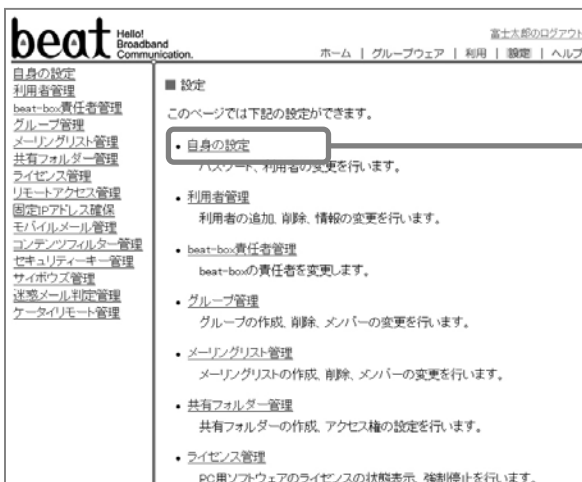 beat Hello!
Broadband
Communication.
富士太郎のログアウト
ホーム | グループウェア | 利用 | 設定 | ヘルプ
自身の設定
利用者管理
beat-box責任者管理
グループ管理
メーリングリスト管理
共有フォルダー管理
ライセンス管理
リモートアクセス管理
固定IPアドレス確保
モバイルメール管理
コンテンツフィルター管理
セキュリティーキー管理
サイボウズ管理
迷惑メール判定管理
ケータイリモート管理
■ 設定
このページでは下記の設定ができます。
• 自身の設定
パスワード、利用者の変更を行います。
• 利用者管理
利用者の追加、削除、情報の変更を行います。
• beat-box責任者管理
beat-boxの責任者を変更します。
• グループ管理
グループの作成、削除、メンバーの変更を行います。
• メーリングリスト管理
メーリングリストの作成、削除、メンバーの変更を行います。
• 共有フォルダー管理
共有フォルダーの作成、アクセス権の設定を行います。
• ライセンス管理
PC用ソフトウェアのライセンスの状態表示、強制停止を行います。